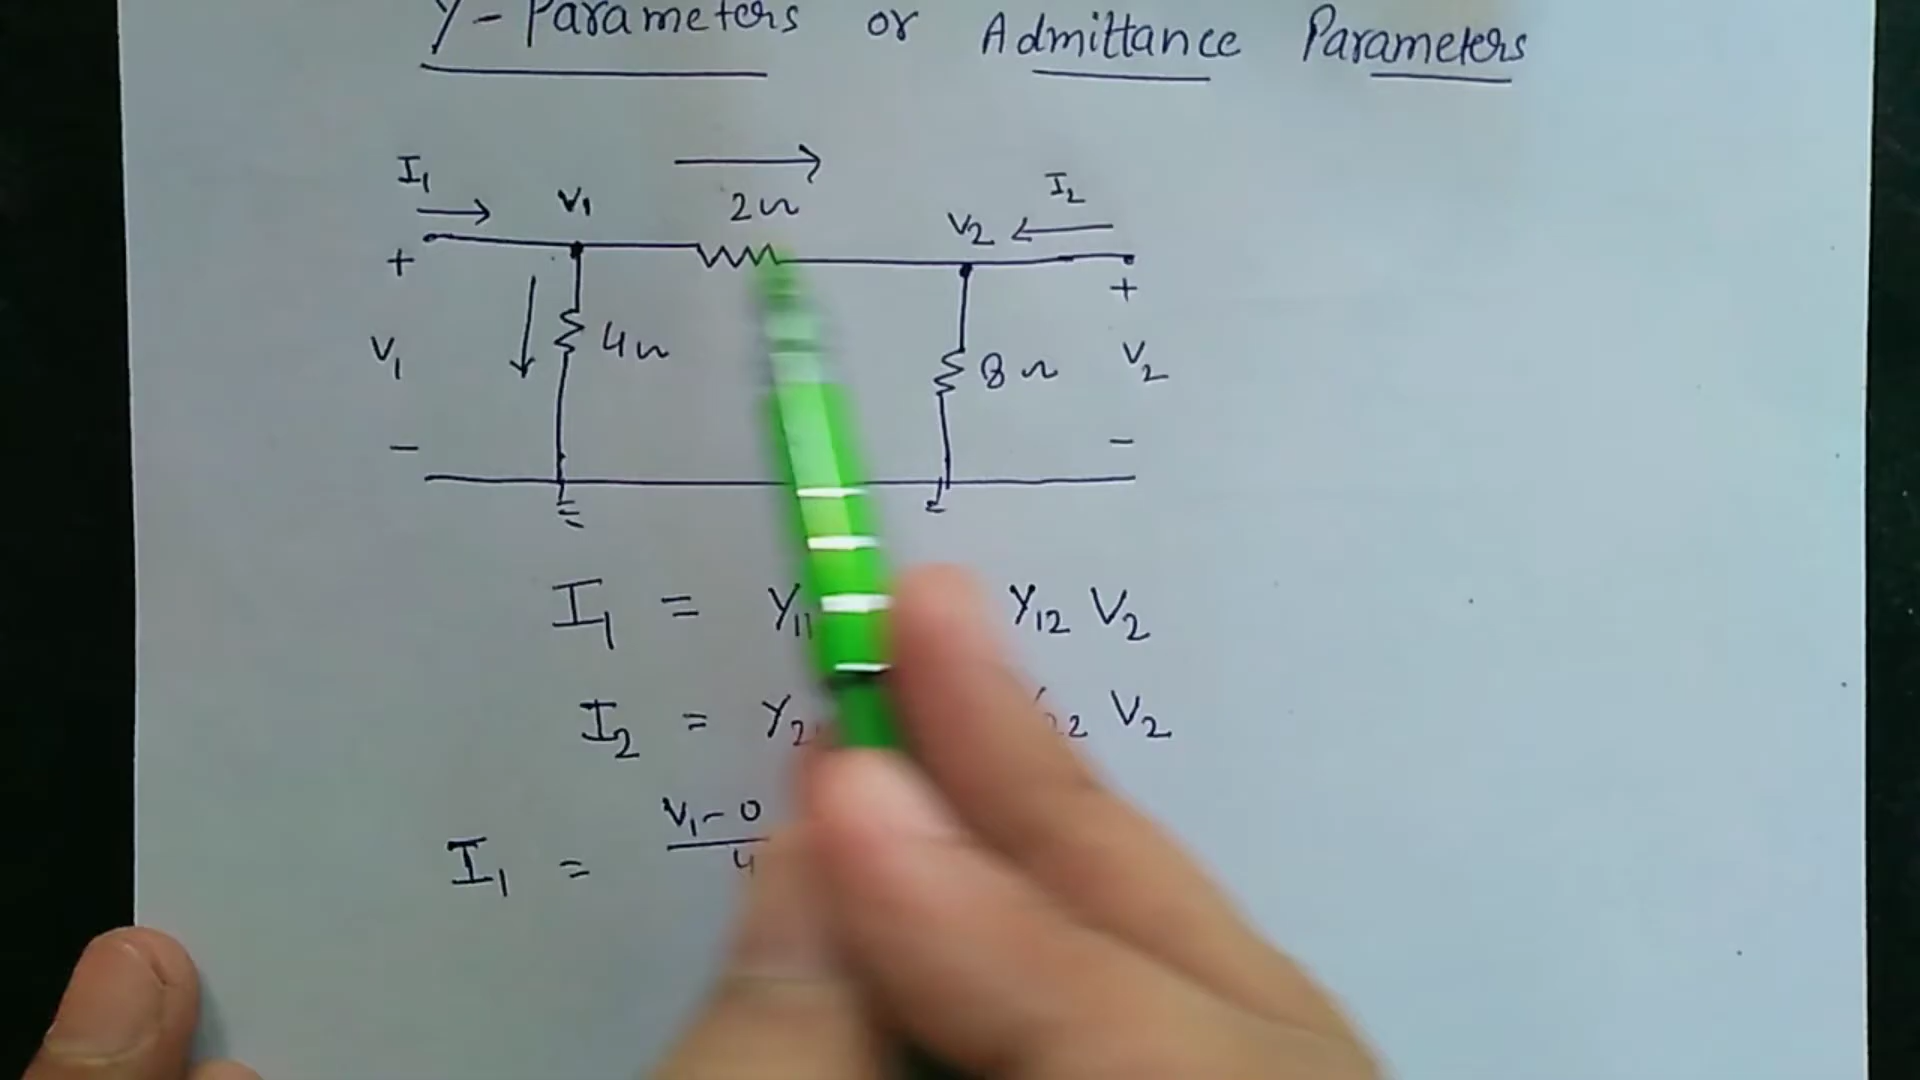 Y-Parameters or Admittance Parameters
I1
V1
2Ω
V2
I2
+
+
V1
4Ω
8Ω
V2
-
-
I1 = Y11 Y12 V2
I2 = Y2 22 V2
I1 = V1-0
4